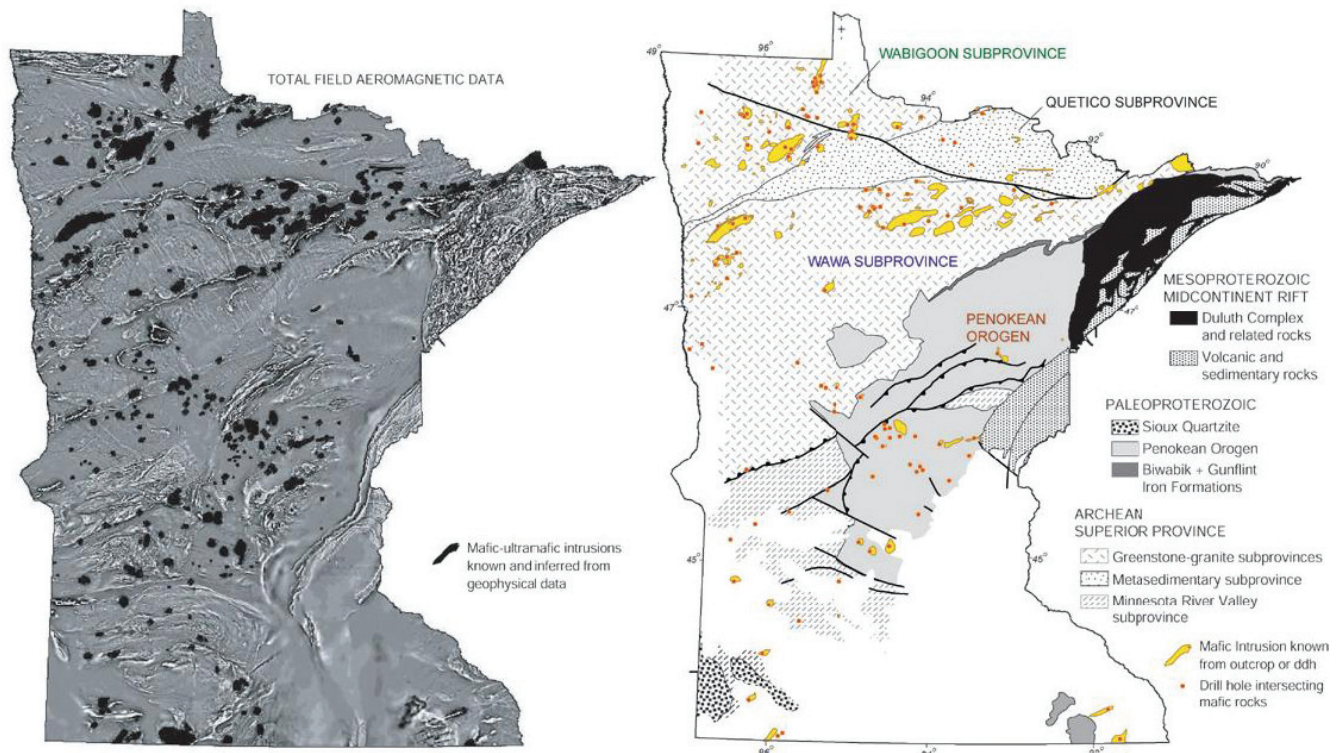 TOTAL FIELD AEROMAGNETIC DATA
Mafic-ultramafic intrusions
known and inferred from
geophysical data
49°
96°
WABIGOON SUBPROVINCE
94
QUETICO SUBPROVINCE
92°
90°
WAWA SUBPROVINCE
47°
47°
PENOKEAN
OROGEN
MESOPROTEROZOIC
MIDCONTINENT RIFT
Duluth Complex
and related rocks
Volcanic and
sedimentary rocks
PALEOPROTEROZOIC
Sioux Quartzite
Penokean Orogen
Biwabik + Gunflint
Iron Formations
ARCHEAN
SUPERIOR PROVINCE
Greenstone-granite subprovinces
Metasedimentary subprovince
Minnesota River Valley
subprovince
45°
45°
Mafic Intrusion known
from outcrop or ddh
Drill hole intersecting
mafic rocks
96°